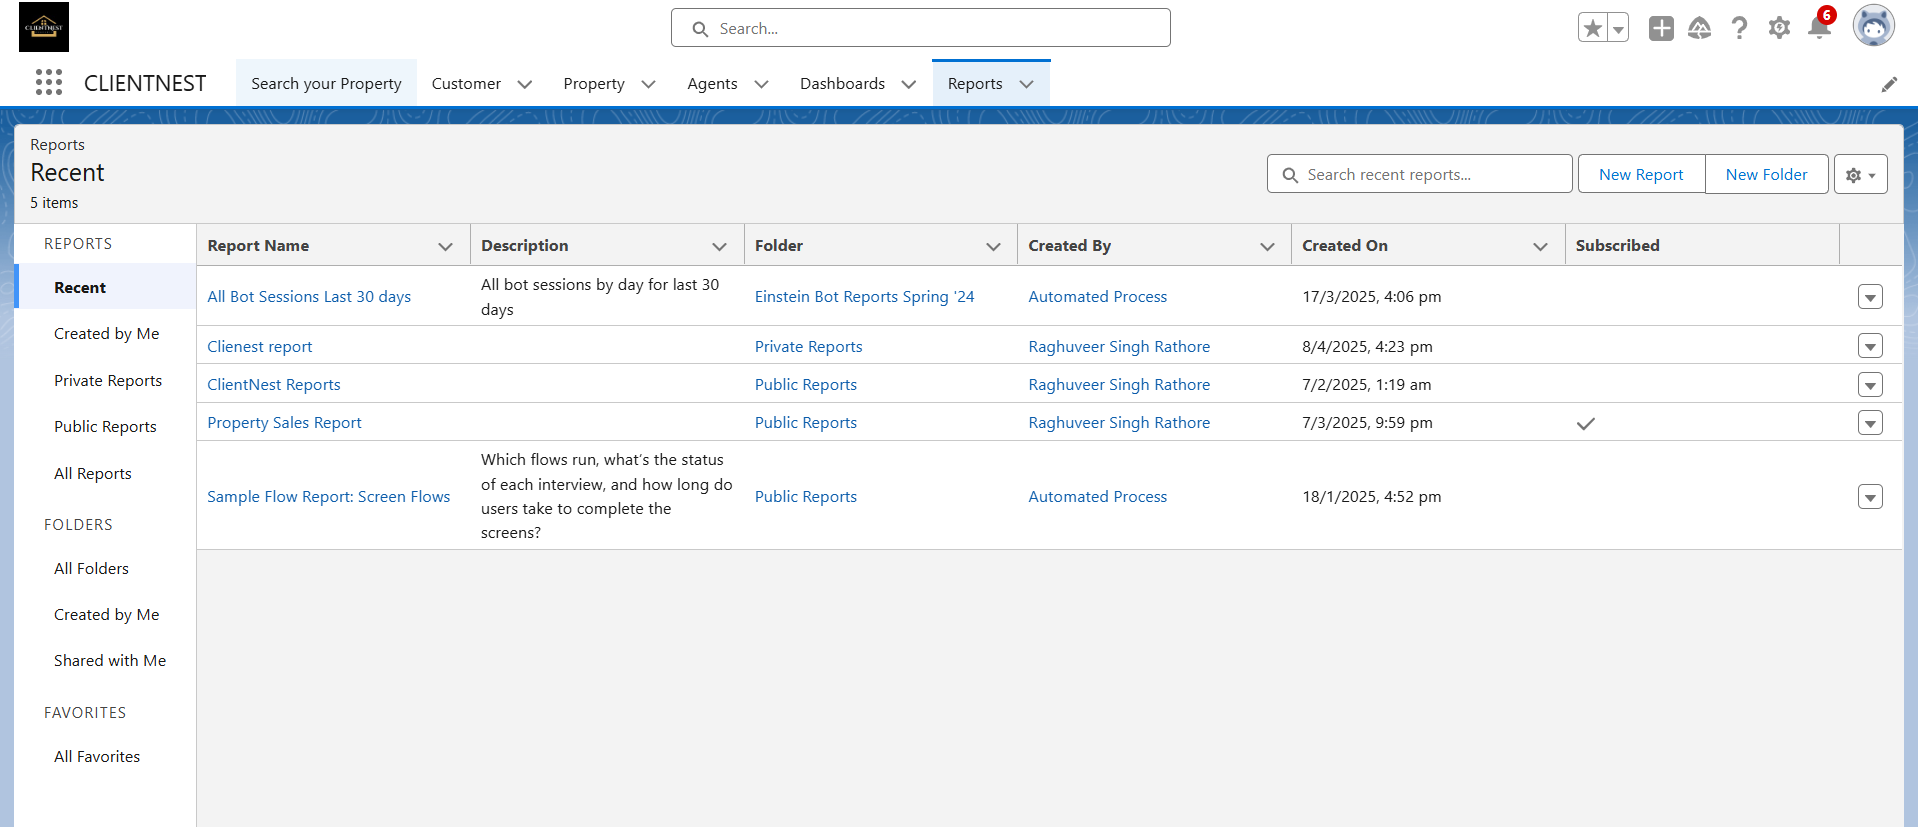 CLIENTNEST
Search...
6
CLIENTNEST
Search your Property
Customer
Property
Agents
Dashboards
Reports
Reports
Recent
5 items
Search recent reports...
New Report
New Folder
REPORTS
Recent
Created by Me
Private Reports
Public Reports
All Reports
FOLDERS
All Folders
Created by Me
Shared with Me
FAVORITES
All Favorites
Report Name
Description
Folder
Created By
Created On
Subscribed
All Bot Sessions Last 30 days
All bot sessions by day for last 30
days
Einstein Bot Reports Spring '24
Automated Process
17/3/2025, 4:06 pm
Clienest report
Private Reports
Raghuveer Singh Rathore
8/4/2025, 4:23 pm
ClientNest Reports
Public Reports
Raghuveer Singh Rathore
7/2/2025, 1:19 am
Property Sales Report
Public Reports
Raghuveer Singh Rathore
7/3/2025, 9:59 pm
Sample Flow Report: Screen Flows
Which flows run, what's the status
of each interview, and how long do
users take to complete the
screens?
Public Reports
Automated Process
18/1/2025, 4:52 pm